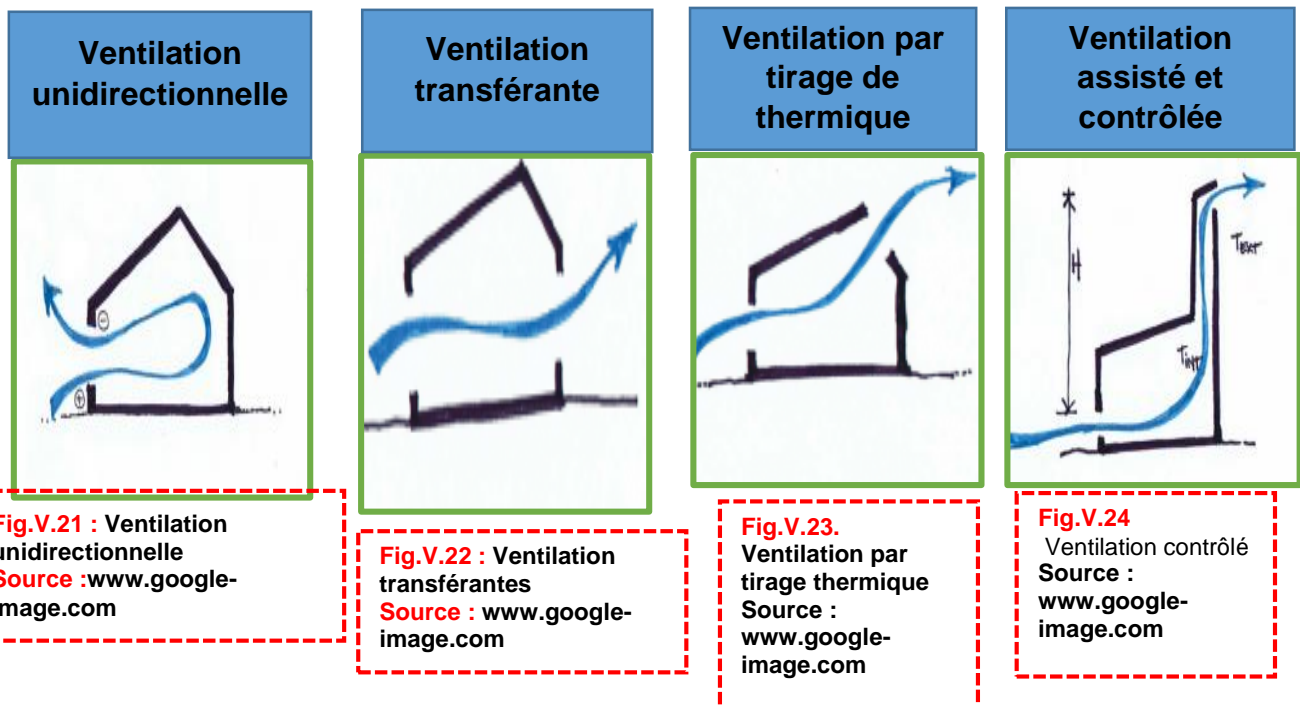 Ventilation
unidirectionnelle
Ventilation
transférante
Ventilation par
tirage de
thermique
Ventilation
assisté et
contrôlée
-
+
H
TEXT
TINT
Fig.V.21 : Ventilation
unidirectionnelle
Source :www.google-
image.com
Fig.V.22 : Ventilation
transférantes
Source : www.google-
image.com
Fig.V.23.
Ventilation par
tirage thermique
Source :
www.google-
image.com
Fig.V.24
Ventilation contrôlé
Source :
www.google-
image.com